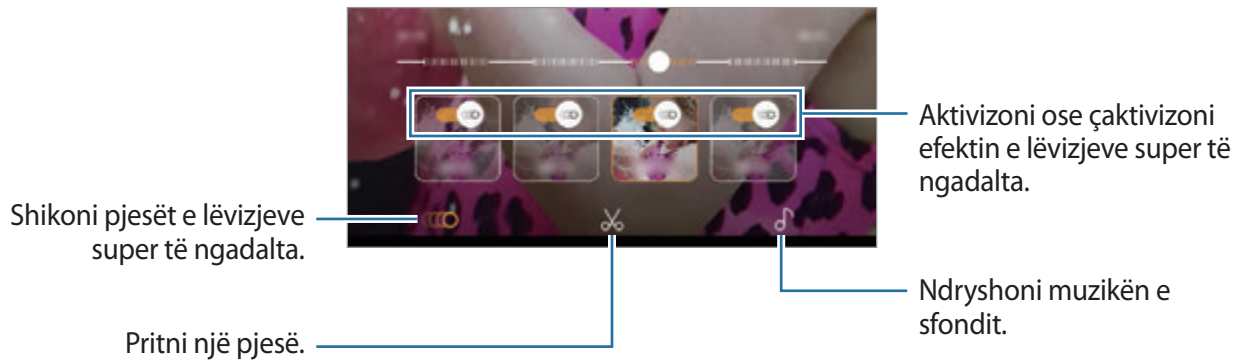 Aktivizoni ose çaktivizoni
efektin e lëvizjeve super të
ngadalta.
Shikoni pjesët e lëvizjeve
super të ngadalta.
Ndryshoni muzikën e
sfondit.
Pritni një pjesë.